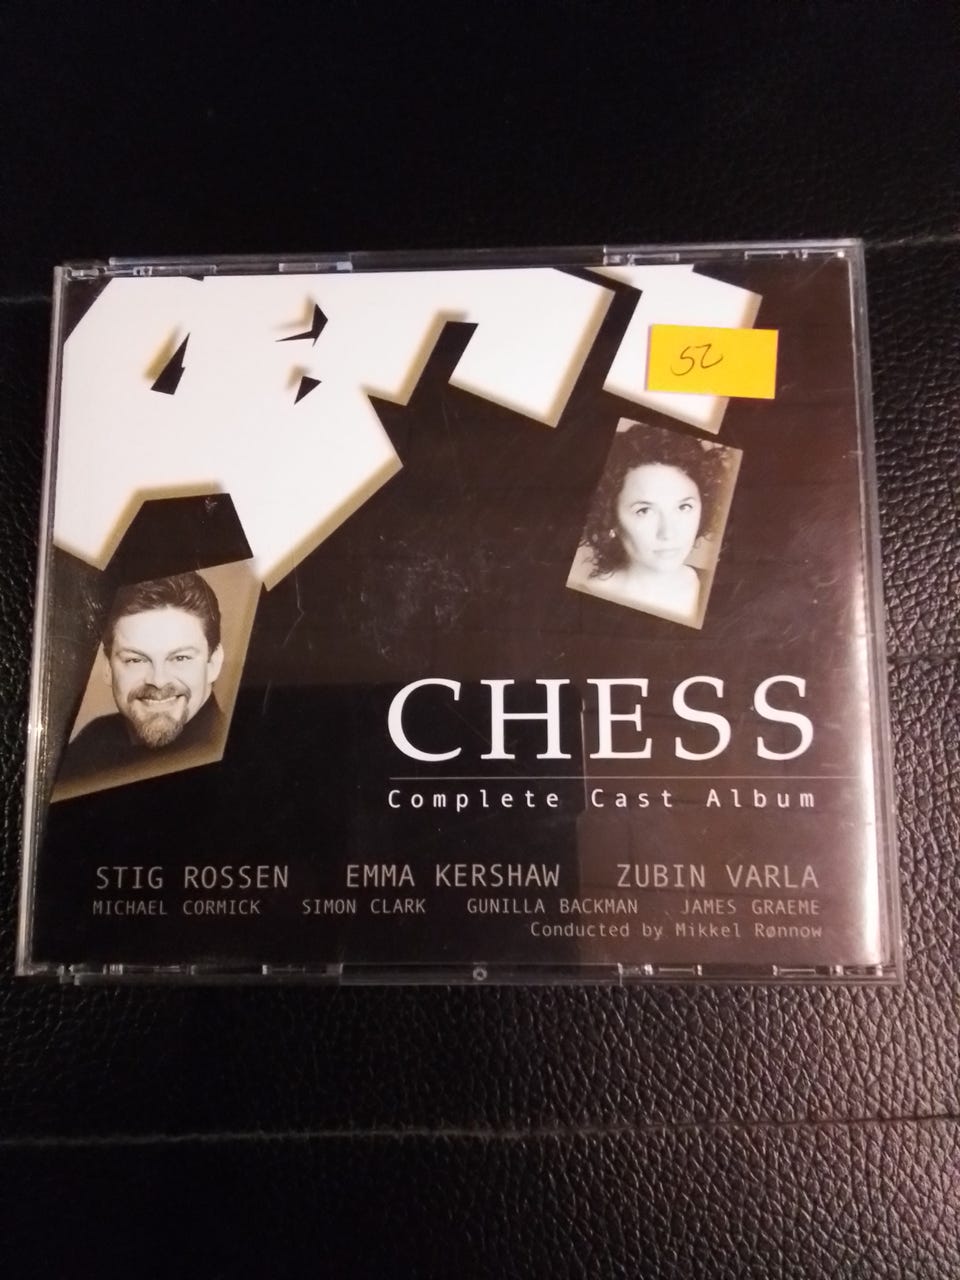 52
CHESS
Complete Cast Album
STIG ROSSEN EMMA KERSHAW ZUBIN VARLA
MICHAEL CORMICK SIMON CLARK GUNILLA BACKMAN JAMES GRAEME
Conducted by Mikkel Rønnow